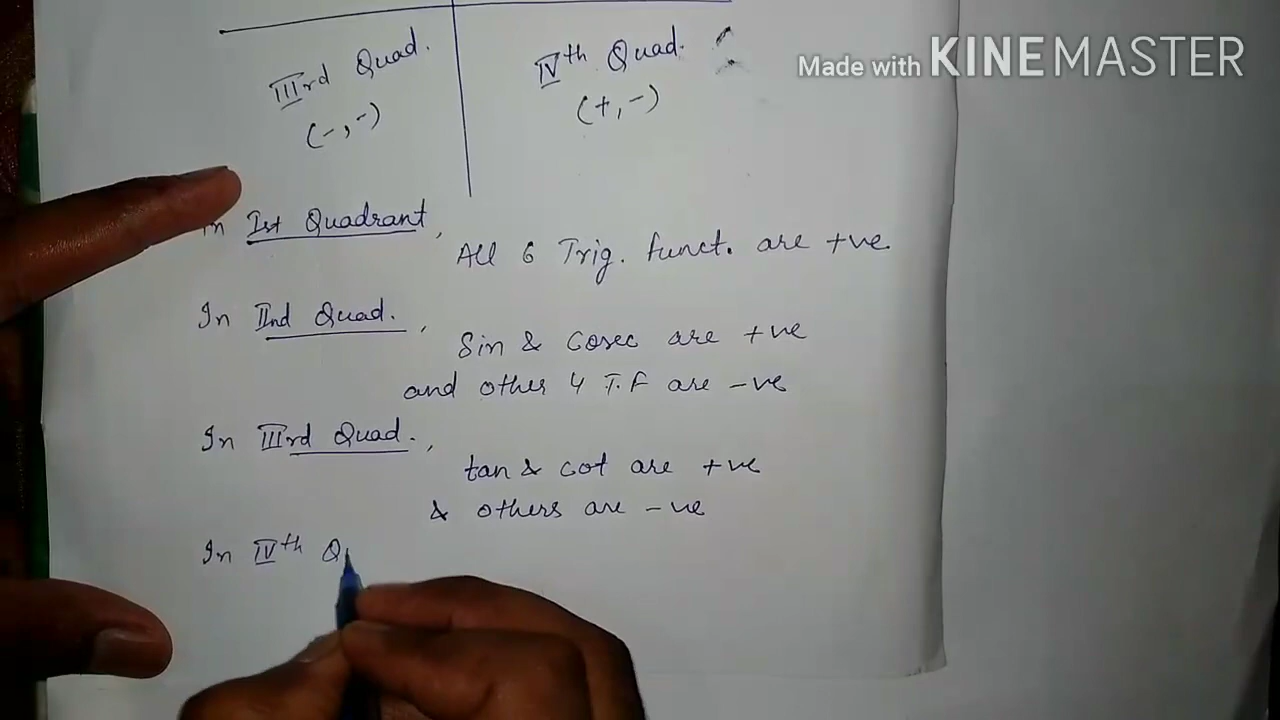 Made with KINEMASTER
IIIrd Quad.
(-,-)
IVth Quad.
(+,-)
In Ist Quadrant,
All 6 Trig. funct. are +ve
In IInd Quad.,
Sin & Cosec are +ve
and other 4 T.F are -ve
In IIIrd Quad.,
tan & cot are +ve
& others are -ve
In IVth Q